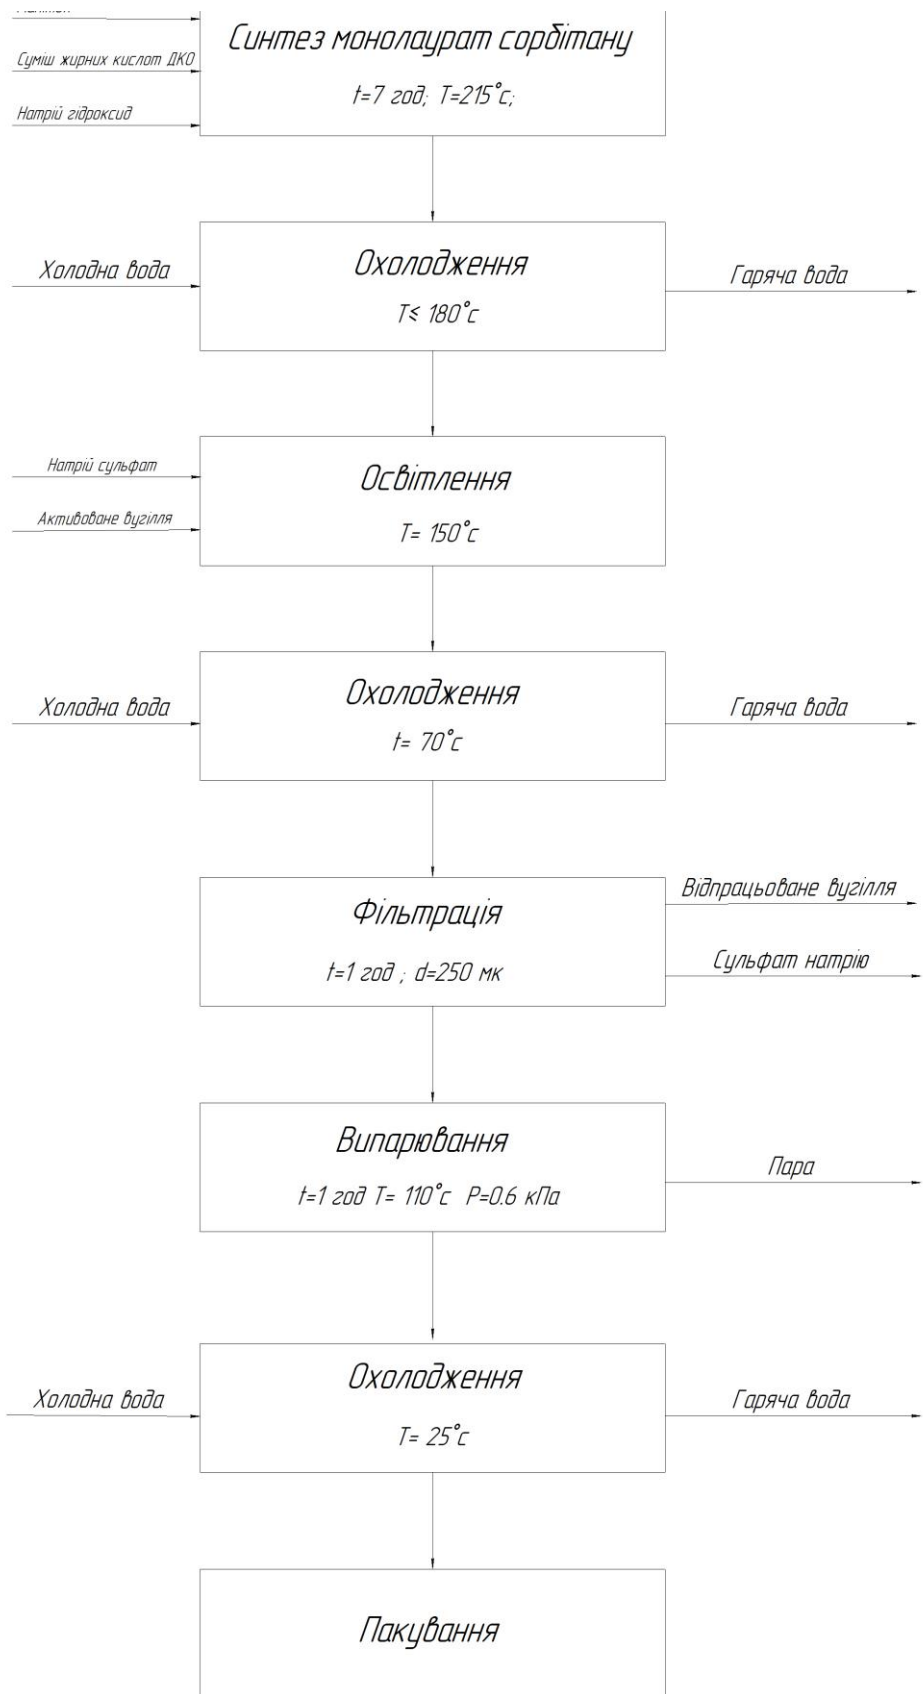 Синтез монолаурат сорбітану
Суміш жирних кислот ДКО
t=7 год; T=215°с;
Натрій гідроксид
Охолодження
Холодна вода
Гаряча вода
T≤ 180°с
Натрій сульфат
Освітлення
Активоване вугілля
T= 150°с
Охолодження
Холодна вода
Гаряча вода
t= 70°с
Відпрацьоване вугілля
Фільтрація
t=1 год ; d=250 мк
Сульфат натрію
Випарювання
Пара
t=1 год T= 110°с P=0.6 кПа
Охолодження
Холодна вода
Гаряча вода
T= 25°с
Пакування